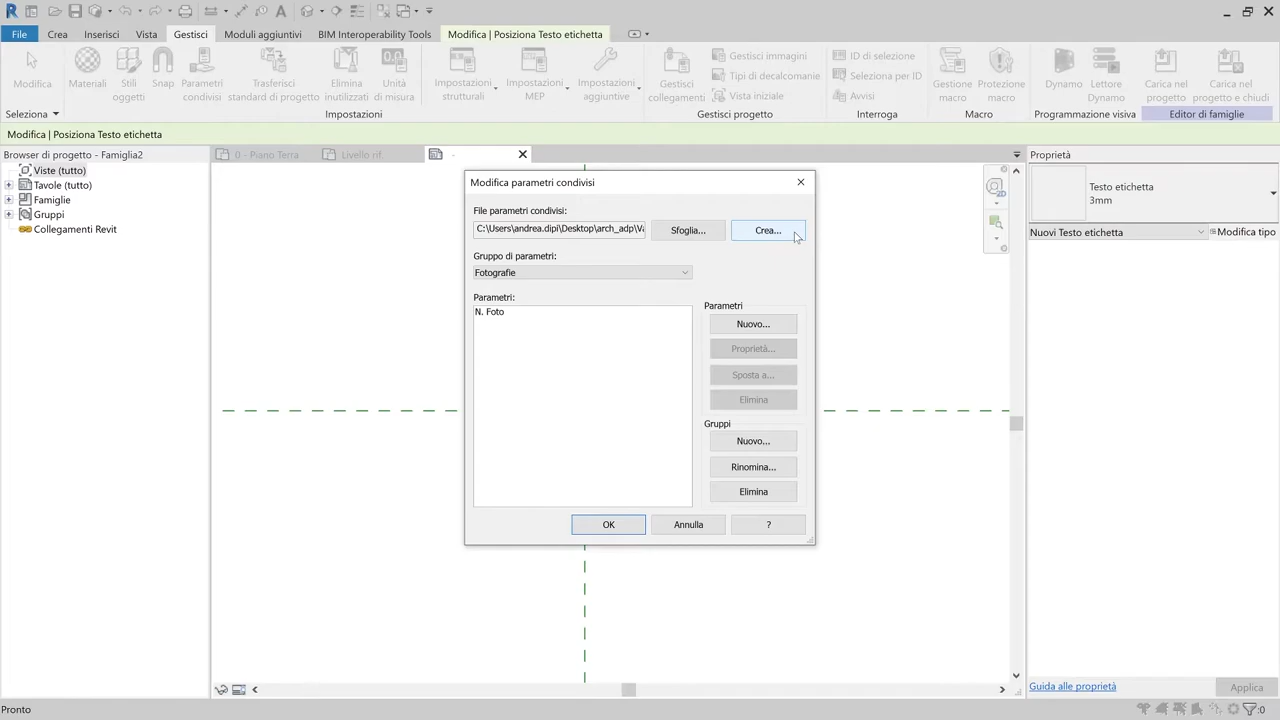 File Crea Inserisci Vista Gestisci Moduli aggiuntivi BIM Interoperability Tools Modifica | Posiziona Testo etichetta
Modifica
Materiali
Stili
oggetti
Snap
Parametri
condivisi
Trasferisci
standard di progetto
Elimina
inutilizzati
Unità
di misura
Impostazioni
strutturali
Impostazioni
MEP
Impostazioni
aggiuntive
Gestisci
collegamenti
Gestisci immagini
Tipi di decalcomanie
Vista iniziale
ID di selezione
Seleziona per ID
Avvisi
Gestione
macro
Protezione
macro
Dynamo
Lettore
Dynamo
Carica nel
progetto
Carica nel
progetto e chiudi
Seleziona Impostazioni Gestisci progetto Interroga Macro Programmazione visiva Editor di famiglie
Modifica | Posiziona Testo etichetta
Browser di progetto - Famiglia2
Viste (tutto)
Tavole (tutto)
Famiglie
Gruppi
Collegamenti Revit
0 - Piano Terra
Livello rif.
-
Modifica parametri condivisi
File parametri condivisi:
C:\Users\andrea.dipi\Desktop\arch_adp\Va
Sfoglia...
Crea...
Gruppo di parametri:
Fotografie
Parametri:
N. Foto
Parametri
Nuovo...
Proprietà...
Sposta a...
Elimina
Gruppi
Nuovo...
Rinomina...
Elimina
OK
Annulla
?
Proprietà
Testo etichetta
3mm
Nuovi Testo etichetta
Modifica tipo
Guida alle proprietà
Applica
Pronto
:0